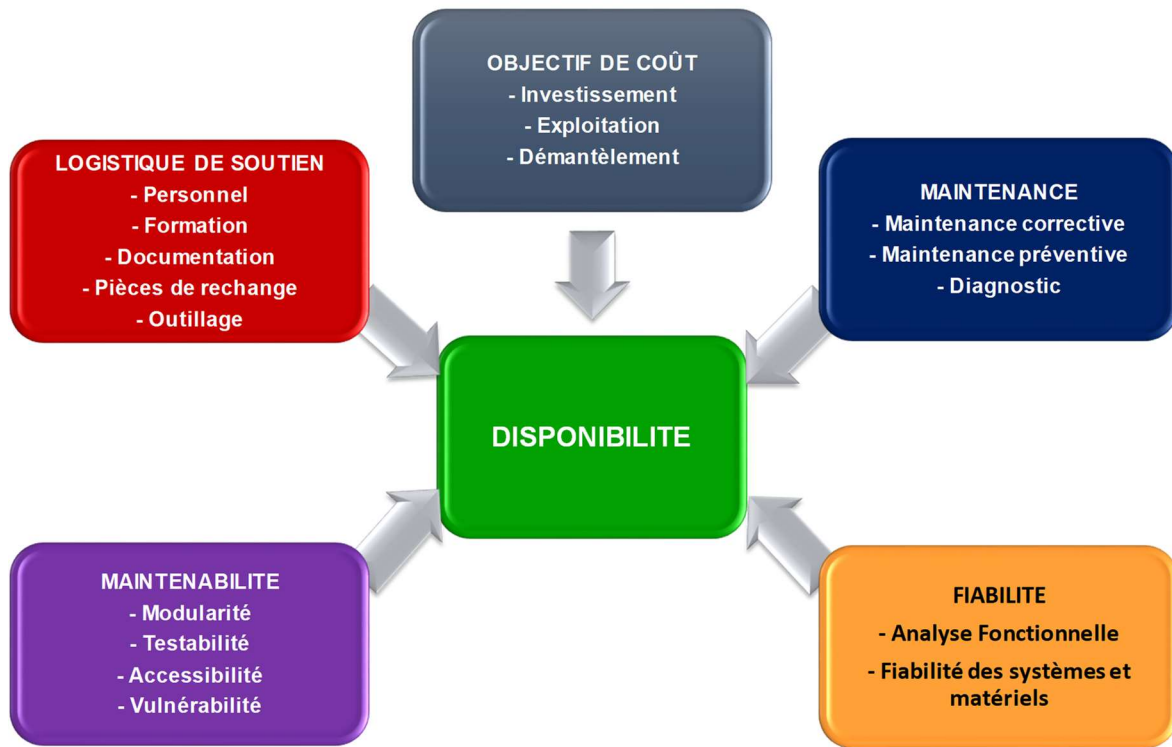 OBJECTIF DE COÛT
- Investissement
- Exploitation
- Démantèlement
LOGISTIQUE DE SOUTIEN
- Personnel
- Formation
- Documentation
- Pièces de rechange
- Outillage
MAINTENANCE
- Maintenance corrective
- Maintenance préventive
- Diagnostic
DISPONIBILITE
MAINTENABILITE
- Modularité
- Testabilité
- Accessibilité
- Vulnérabilité
FIABILITE
- Analyse Fonctionnelle
- Fiabilité des systèmes et
matériels